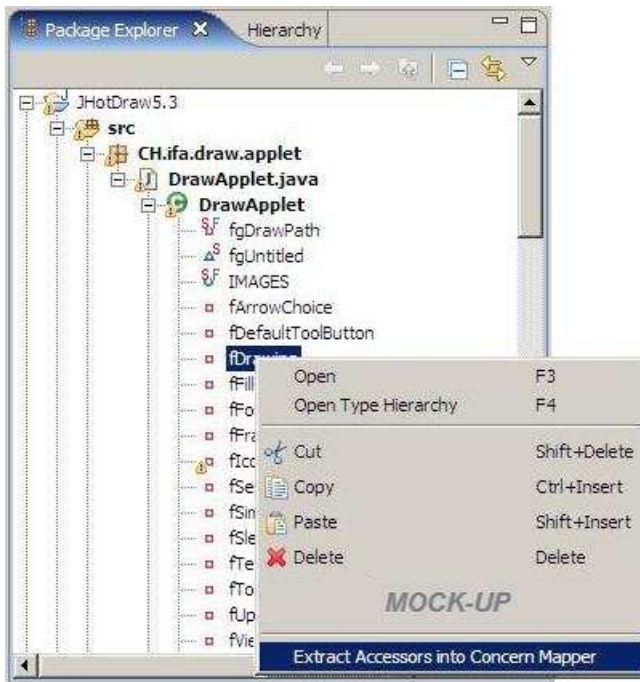 Package Explorer Hierarchy
JHotDraw5.3
src
CH.ifa.draw.applet
DrawApplet.java
DrawApplet
fgDrawPath
fgUntitled
IMAGES
fArrowChoice
fDefaultToolButton
fDrawing
Open F3
Open Type Hierarchy F4
Cut Shift+Delete
Copy Ctrl+Insert
Paste Shift+Insert
Delete Delete
MOCK-UP
Extract Accessors into Concern Mapper